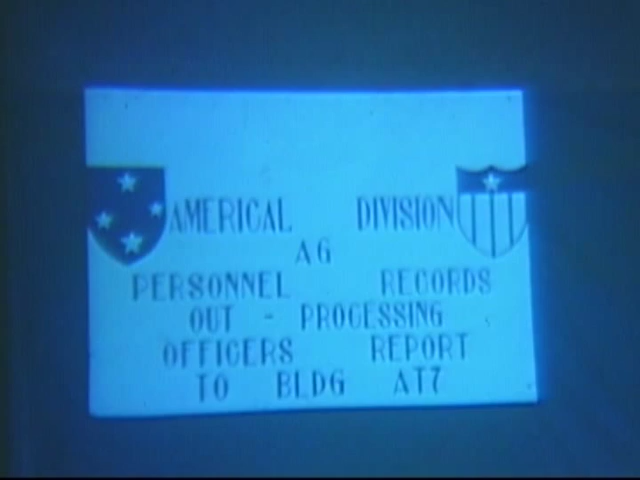 AMERICAL DIVISION
AG
PERSONNEL RECORDS
OUT - PROCESSING
OFFICERS REPORT
TO BLDG AT7